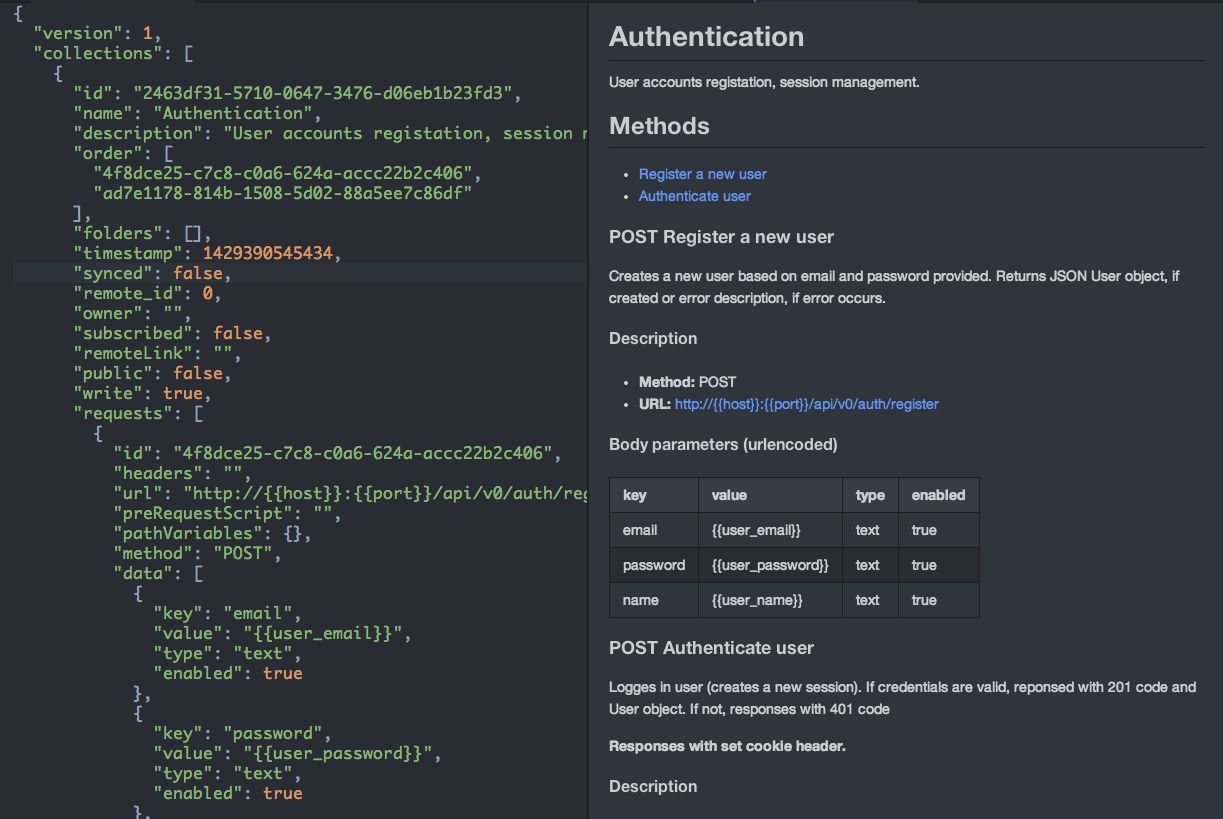 {
"version": 1,
"collections": [
{
"id": "2463df31-5710-0647-3476-d06eb1b23fd3",
"name": "Authentication",
"description": "User accounts registation, session
"order": [
"4f8dce25-c7c8-c0a6-624a-accc22b2c406",
"ad7e1178-814b-1508-5d02-88a5ee7c86df"
],
"folders": [],
"timestamp": 1429390545434,
"synced": false,
"remote_id": 0,
"owner": "",
"subscribed": false,
"remoteLink": "",
"public": false,
"write": true,
"requests": [
{
"id": "4f8dce25-c7c8-c0a6-624a-accc22b2c406",
"headers": "",
"url": "http://{{host}}:{{port}}/api/v0/auth/reg
"preRequestScript": "",
"pathVariables": {},
"method": "POST",
"data": [
{
"key": "email",
"value": "{{user_email}}",
"type": "text",
"enabled": true
},
{
"key": "password",
"value": "{{user_password}}",
"type": "text",
"enabled": true
},
Authentication
User accounts registation, session management.
Methods
• Register a new user
• Authenticate user
POST Register a new user
Creates a new user based on email and password provided. Returns JSON User object, if
created or error description, if error occurs.
Description
• Method: POST
• URL: http://{{host}}:{{port}}/api/v0/auth/register
Body parameters (urlencoded)
key value type enabled
email {{user_email}} text true
password {{user_password}} text true
name {{user_name}} text true
POST Authenticate user
Logges in user (creates a new session). If credentials are valid, reponsed with 201 code and
User object. If not, responses with 401 code
Responses with set cookie header.
Description